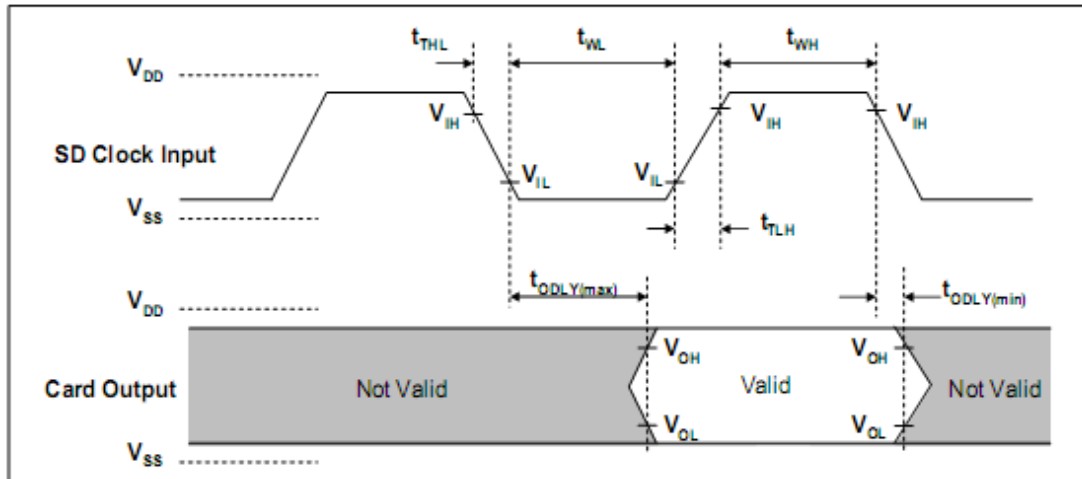 tTHL tWL tWH
VDD
VIH VIH VIH
SD Clock Input
VIL VIL
VSS
tTLH
VDD
tODLY(max) tODLY(min)
VOH VOH
Card Output Not Valid Valid Not Valid
VOL VOL
VSS